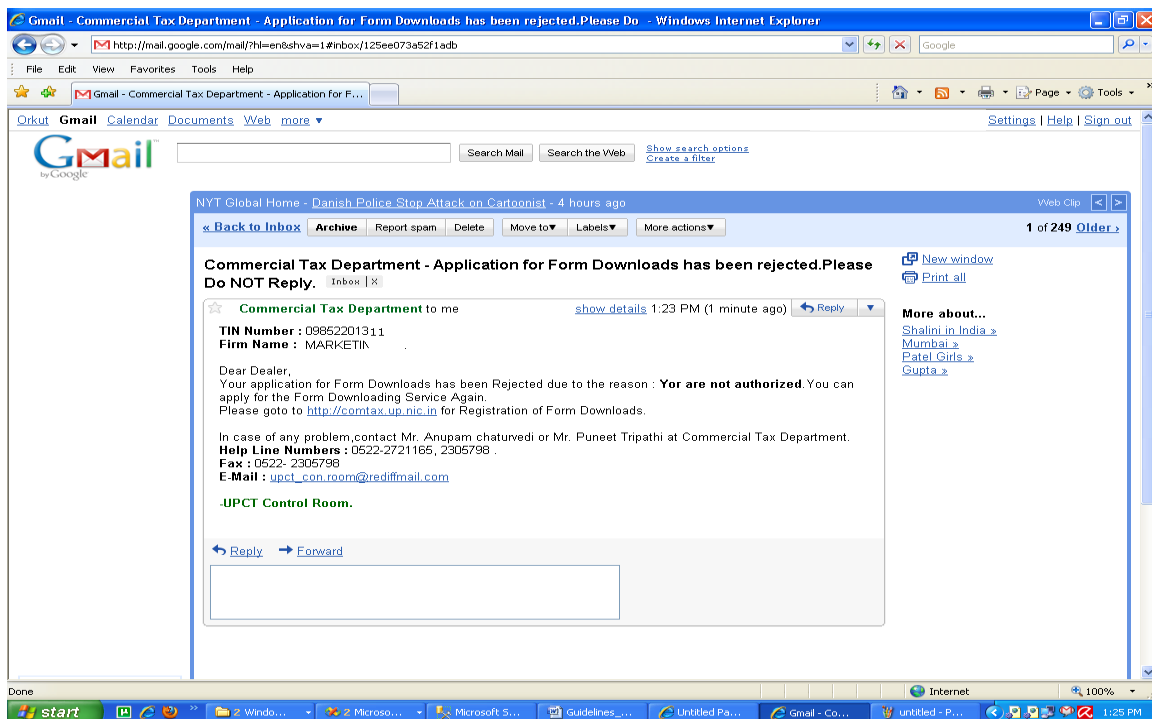 Gmail - Commercial Tax Department - Application for Form Downloads has been rejected.Please Do - Windows Internet Explorer
http://mail.google.com/mail/?hl=en&shva=1#inbox/125ee073a52f1adb
Google
File Edit View Favorites Tools Help
Gmail - Commercial Tax Department - Application for F...
Page Tools
Orkut Gmail Calendar Documents Web more ▼
Settings | Help | Sign out
Gmail
by Google
Search Mail Search the Web
Show search options
Create a filter
NYT Global Home - Danish Police Stop Attack on Cartoonist - 4 hours ago
Web Clip < >
« Back to Inbox Archive Report spam Delete Move to▼ Labels▼ More actions▼
1 of 249 Older ›
Commercial Tax Department - Application for Form Downloads has been rejected.Please
Do NOT Reply. Inbox | X
New window
Print all
Commercial Tax Department to me
show details 1:23 PM (1 minute ago) Reply
More about...
Shalini in India »
Mumbai »
Patel Girls »
Gupta »
TIN Number : 09852201311
Firm Name : MARKETIN .
Dear Dealer,
Your application for Form Downloads has been Rejected due to the reason : Yor are not authorized.You can
apply for the Form Downloading Service Again.
Please goto to http://comtax.up.nic.in for Registration of Form Downloads.
In case of any problem,contact Mr. Anupam chaturvedi or Mr. Puneet Tripathi at Commercial Tax Department.
Help Line Numbers : 0522-2721165, 2305798 .
Fax : 0522- 2305798
E-Mail : upct_con.room@rediffmail.com
-UPCT Control Room.
Reply Forward
Done
Internet
100%
start
2 Windo...
2 Microso...
Microsoft S...
Guidelines_...
Untitled Pa...
Gmail - Co...
untitled - P...
1:25 PM